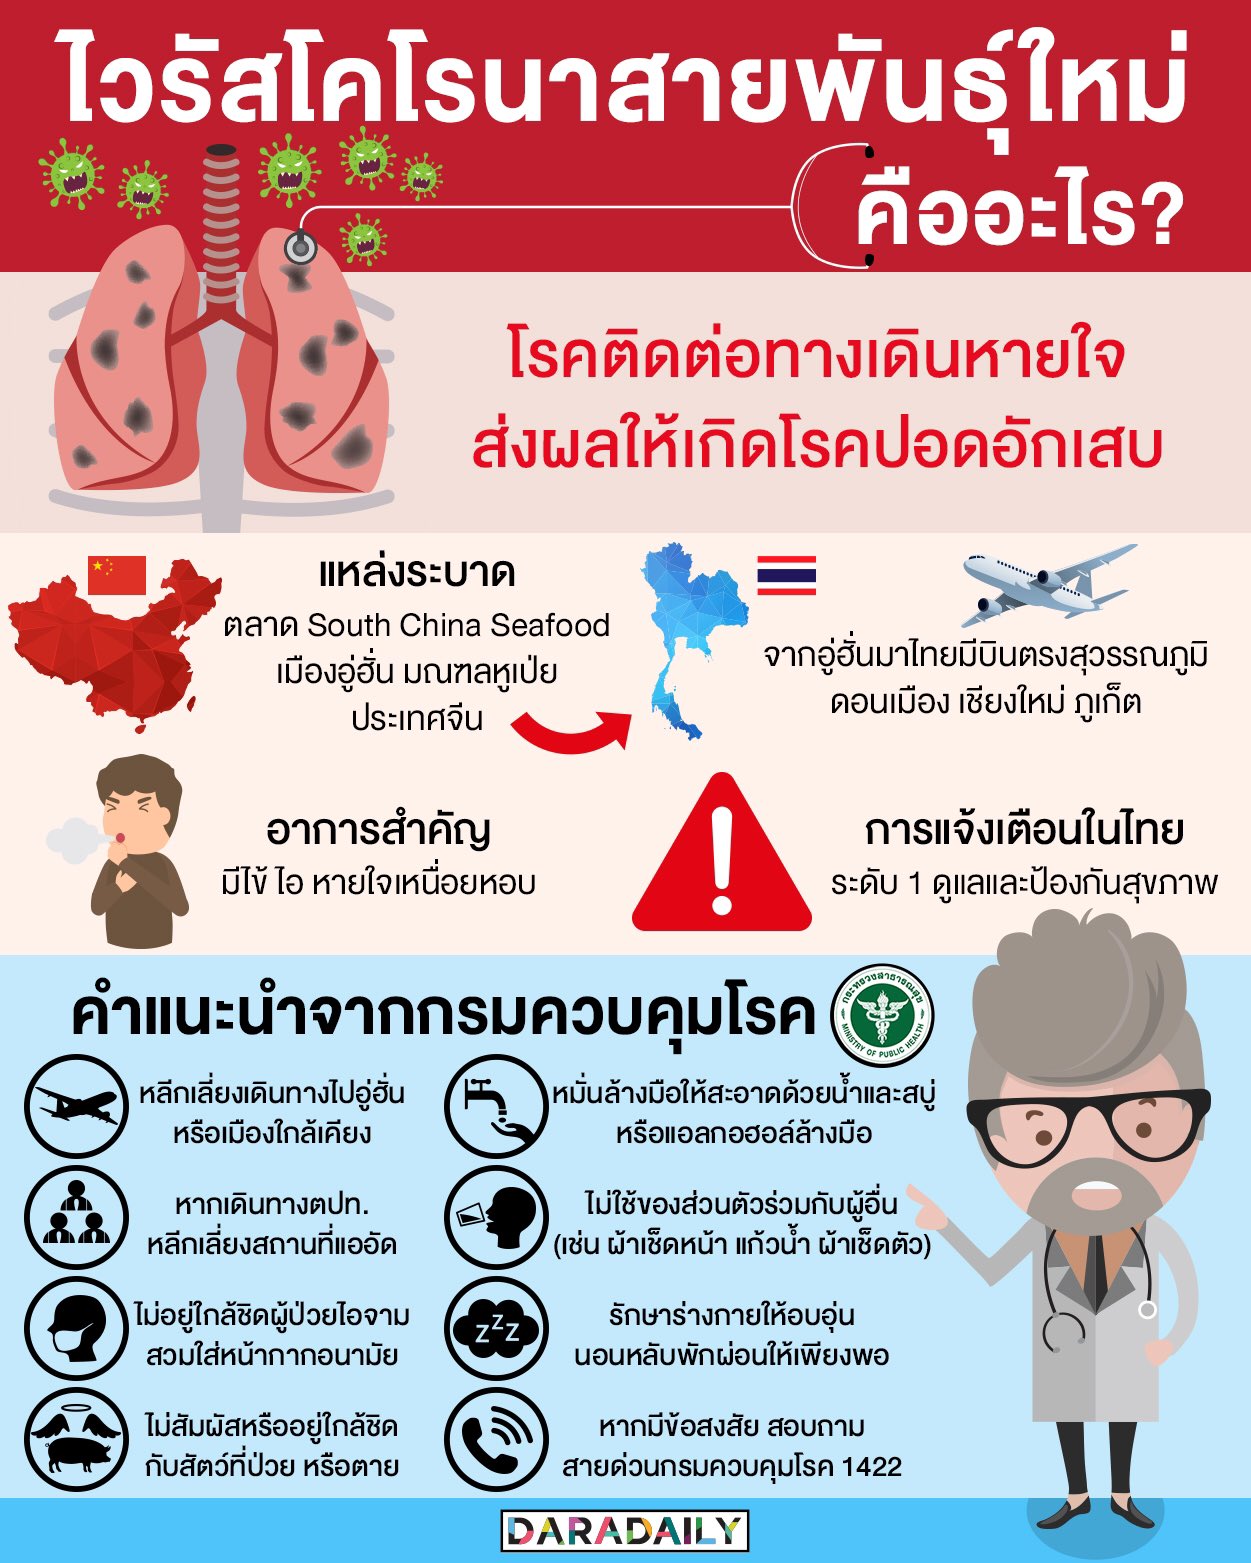 ไวรัสโคโรนาสายพันธุ์ใหม่
คืออะไร?
โรคติดต่อทางเดินหายใจ
ส่งผลให้เกิดโรคปอดอักเสบ
แหล่งระบาด
ตลาด South China Seafood
เมืองอู่ฮั่น มณฑลหูเป่ย
ประเทศจีน
จากอู่ฮั่นมาไทยมีบินตรงสุวรรณภูมิ
ดอนเมือง เชียงใหม่ ภูเก็ต
อาการสำคัญ
มีไข้ ไอ หายใจเหนื่อยหอบ
การแจ้งเตือนในไทย
ระดับ 1 ดูแลและป้องกันสุขภาพ
คำแนะนำจากกรมควบคุมโรค
กระทรวงสาธารณสุข
MINISTRY OF PUBLIC HEALTH
หลีกเลี่ยงเดินทางไปอู่ฮั่น
หรือเมืองใกล้เคียง
หมั่นล้างมือให้สะอาดด้วยน้ำและสบู่
หรือแอลกอฮอล์ล้างมือ
หากเดินทางตปท.
หลีกเลี่ยงสถานที่แออัด
ไม่ใช้ของส่วนตัวร่วมกับผู้อื่น
(เช่น ผ้าเช็ดหน้า แก้วน้ำ ผ้าเช็ดตัว)
ไม่อยู่ใกล้ชิดผู้ป่วยไอจาม
สวมใส่หน้ากากอนามัย
zzz
รักษาร่างกายให้อบอุ่น
นอนหลับพักผ่อนให้เพียงพอ
ไม่สัมผัสหรืออยู่ใกล้ชิด
กับสัตว์ที่ป่วย หรือตาย
หากมีข้อสงสัย สอบถาม
สายด่วนกรมควบคุมโรค 1422
DARADAILY